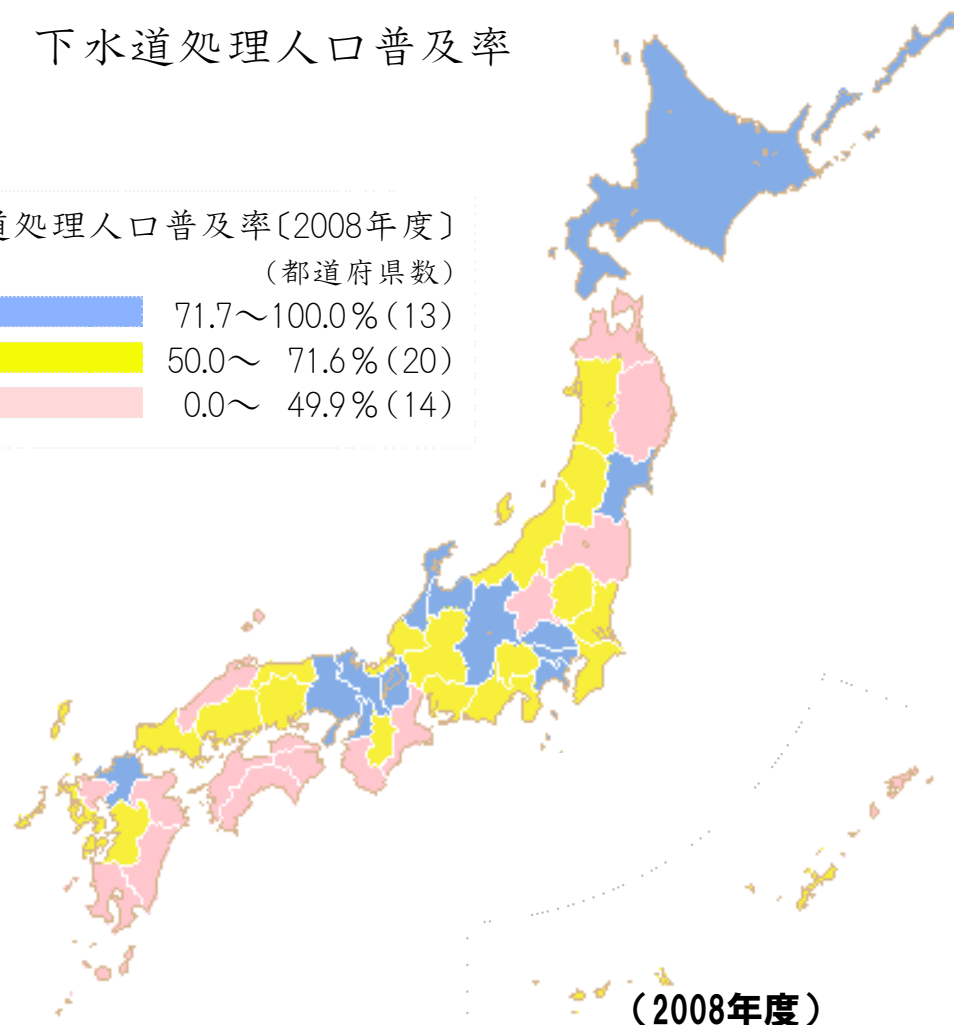 下水道処理人口普及率
道処理人口普及率〔2008年度〕
（都道府県数）
71.7～100.0％(13)
50.0～ 71.6％(20)
0.0～ 49.9％(14)
（2008年度）